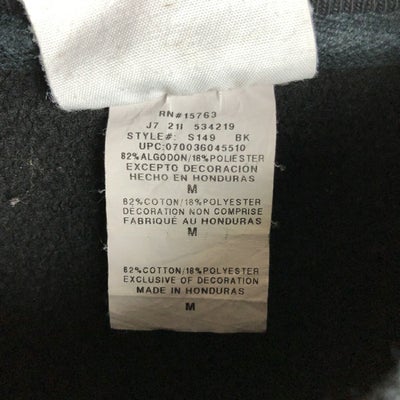 RN#15763
J7 21I 534219
STYLE#: S149 BK
UPC:070036045510
82%ALGODON/18%POLIESTER
EXCEPTO DECORACION
HECHO EN HONDURAS
M
82%COTON/18%POLYESTER
DECORATION NON COMPRISE
FABRIQUÉ AU HONDURAS
M
82%COTTON/18%POLYESTER
EXCLUSIVE OF DECORATION
MADE IN HONDURAS
M